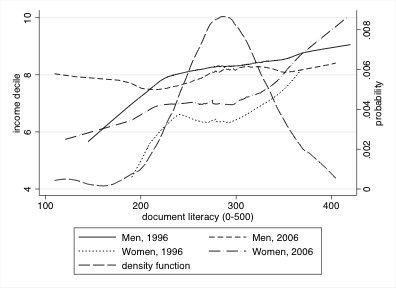 10
8
6
4
income decile
.008
.006
.004
.002
0
probability
100 200 300 400
document literacy (0-500)
Men, 1996 Men, 2006
Women, 1996 Women, 2006
density function